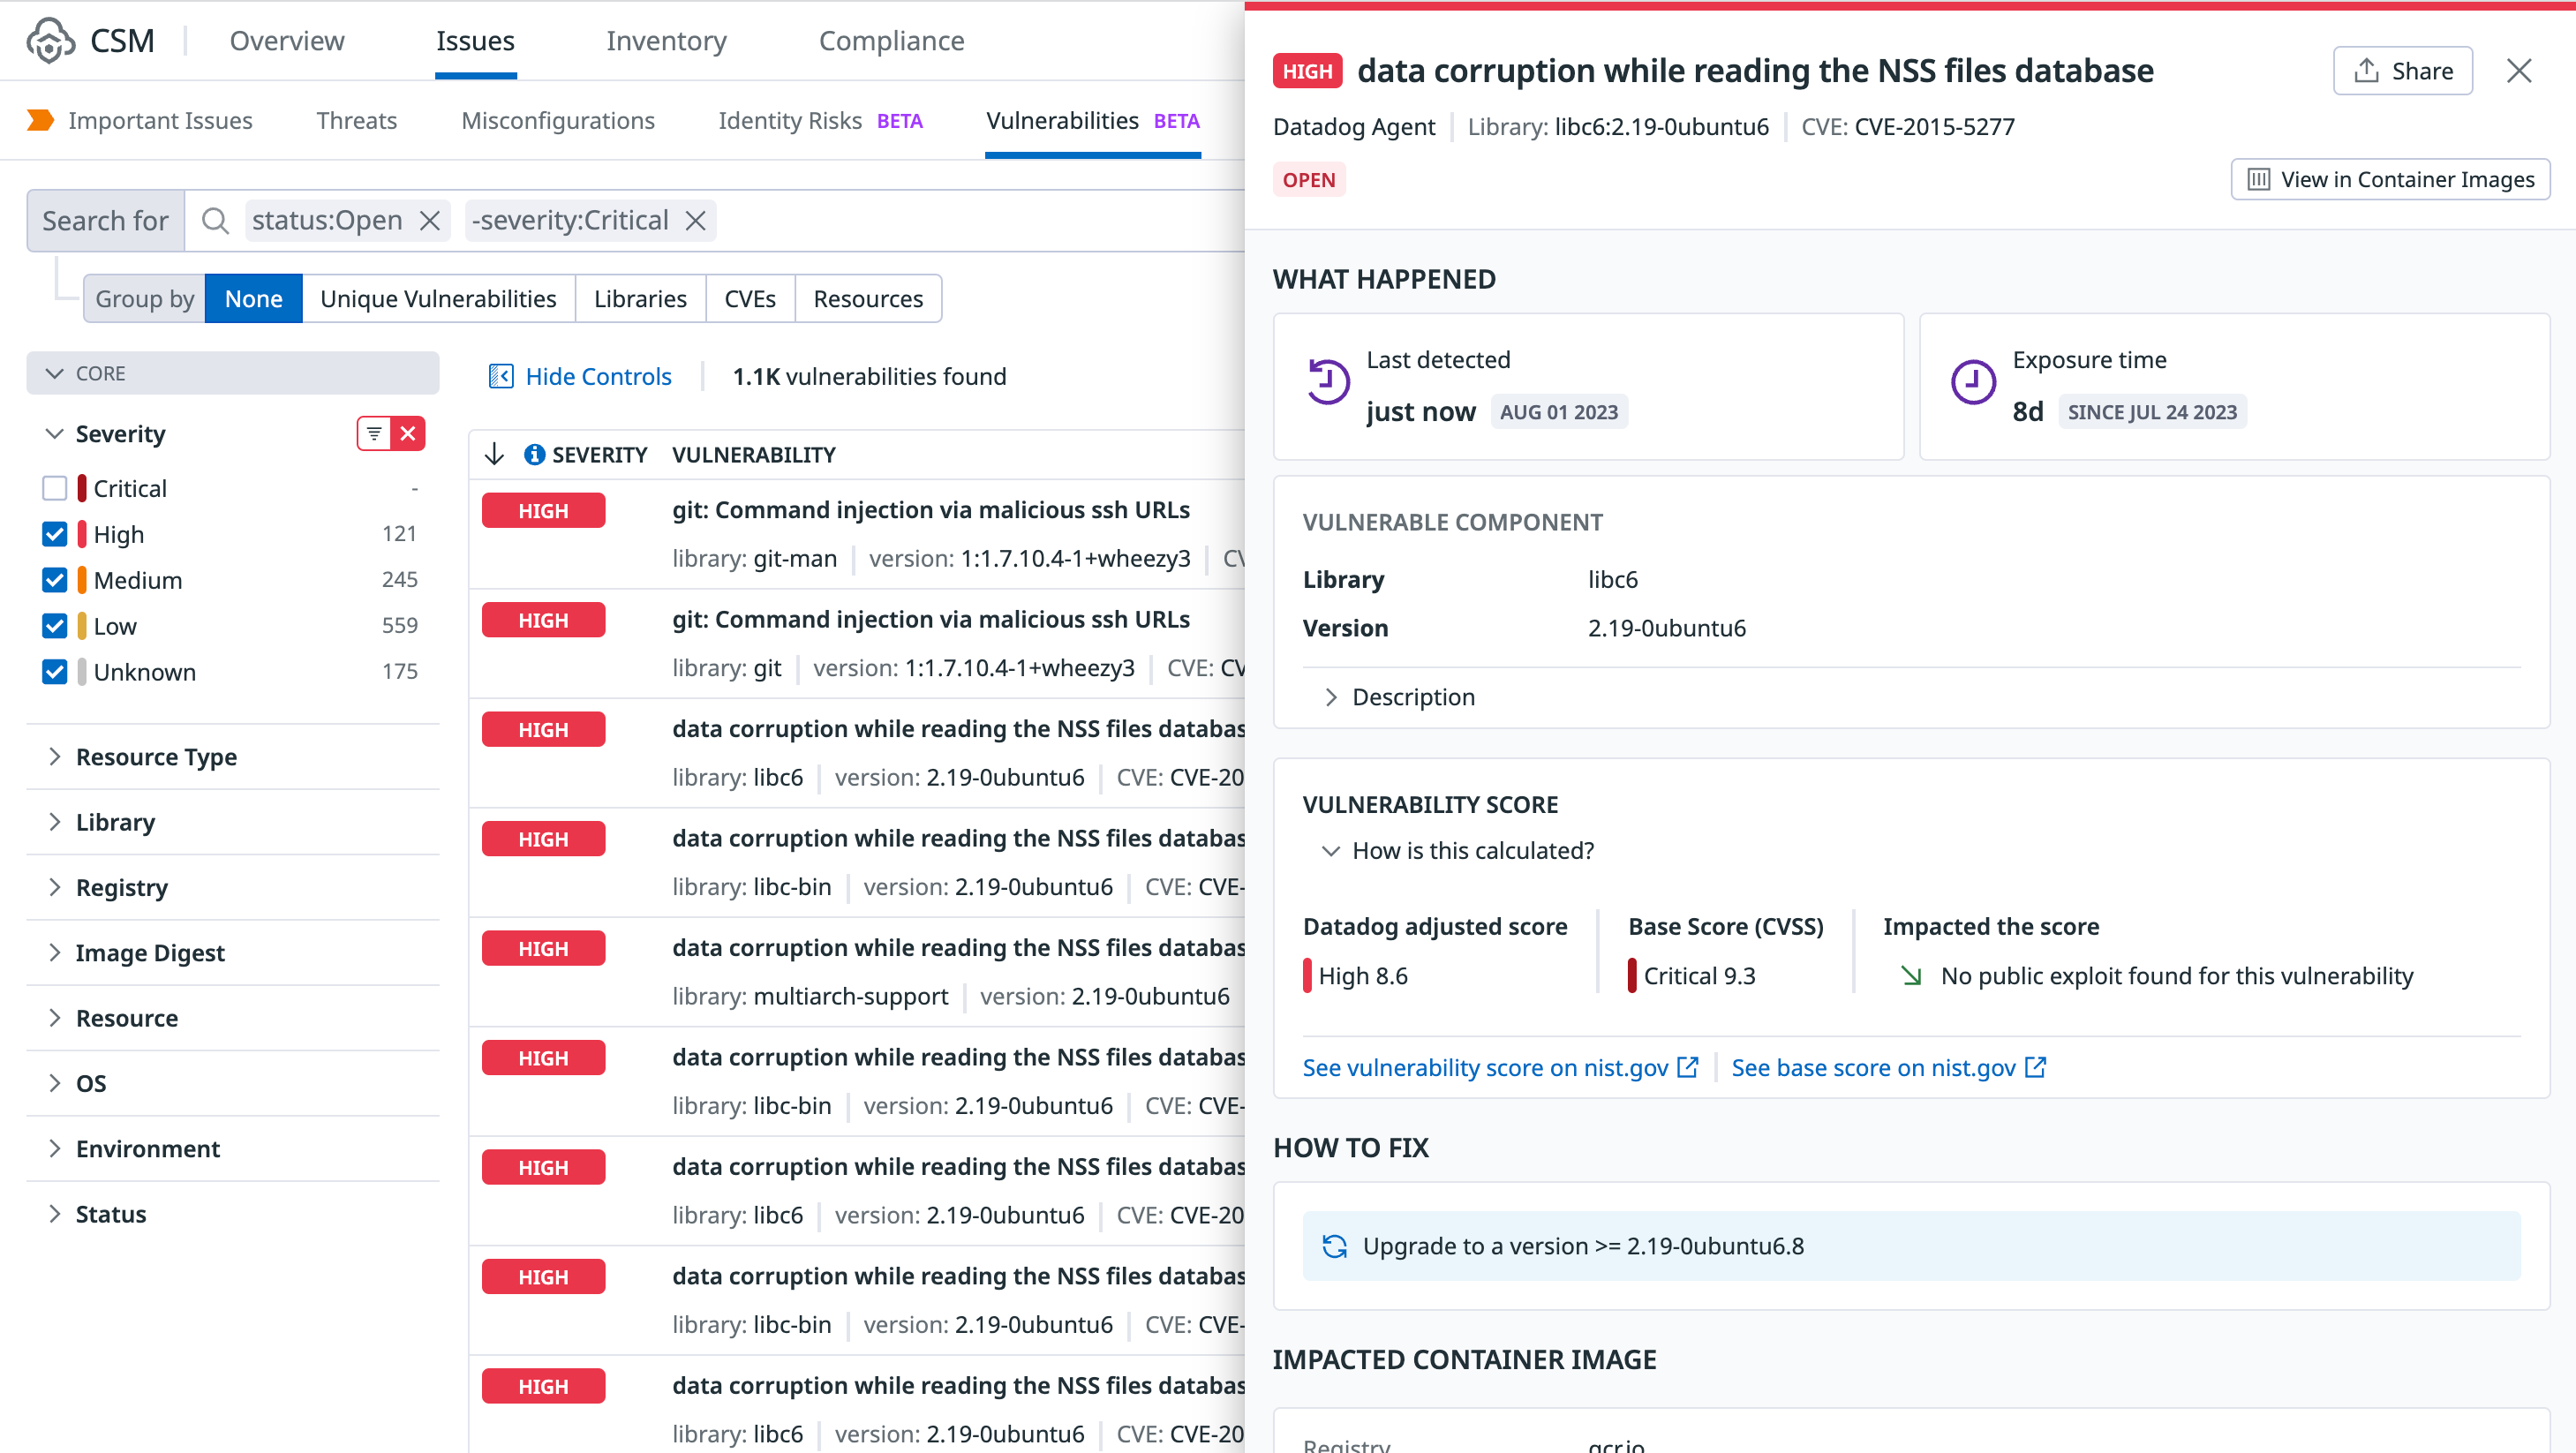 CSM
Overview
Issues
Inventory
Compliance
Important Issues
Threats
Misconfigurations
Identity Risks BETA
Vulnerabilities BETA
Search for
status:Open
-severity:Critical
Group by
None
Unique Vulnerabilities
Libraries
CVEs
Resources
CORE
Severity
Critical -
High 121
Medium 245
Low 559
Unknown 175
Resource Type
Library
Registry
Image Digest
Resource
OS
Environment
Status
Hide Controls
1.1K vulnerabilities found
SEVERITY VULNERABILITY
HIGH git: Command injection via malicious ssh URLs
library: git-man version: 1:1.7.10.4-1+wheezy3 CV
HIGH git: Command injection via malicious ssh URLs
library: git version: 1:1.7.10.4-1+wheezy3 CVE: CV
HIGH data corruption while reading the NSS files databas
library: libc6 version: 2.19-0ubuntu6 CVE: CVE-20
HIGH data corruption while reading the NSS files databas
library: libc-bin version: 2.19-0ubuntu6 CVE: CVE-
HIGH data corruption while reading the NSS files databas
library: multiarch-support version: 2.19-0ubuntu6
HIGH data corruption while reading the NSS files databas
library: libc-bin version: 2.19-0ubuntu6 CVE: CVE-
HIGH data corruption while reading the NSS files databas
library: libc6 version: 2.19-0ubuntu6 CVE: CVE-20
HIGH data corruption while reading the NSS files databas
library: libc-bin version: 2.19-0ubuntu6 CVE: CVE-
HIGH data corruption while reading the NSS files databas
library: libc6 version: 2.19-0ubuntu6 CVE: CVE-20
HIGH data corruption while reading the NSS files database
Share
Datadog Agent Library: libc6:2.19-0ubuntu6 CVE: CVE-2015-5277
OPEN
View in Container Images
WHAT HAPPENED
Last detected
just now AUG 01 2023
Exposure time
8d SINCE JUL 24 2023
VULNERABLE COMPONENT
Library libc6
Version 2.19-0ubuntu6
Description
VULNERABILITY SCORE
How is this calculated?
Datadog adjusted score Base Score (CVSS) Impacted the score
High 8.6 Critical 9.3 No public exploit found for this vulnerability
See vulnerability score on nist.gov See base score on nist.gov
HOW TO FIX
Upgrade to a version >= 2.19-0ubuntu6.8
IMPACTED CONTAINER IMAGE
Registry gcr.io